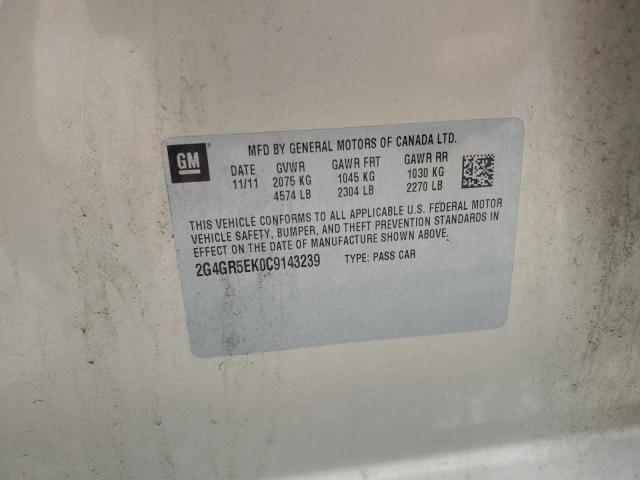 MFD BY GENERAL MOTORS OF CANADA LTD.
GM
DATE GVWR GAWR FRT GAWR RR
11/11 2075 KG 1045 KG 1030 KG
4574 LB 2304 LB 2270 LB
THIS VEHICLE CONFORMS TO ALL APPLICABLE U.S. FEDERAL MOTOR
VEHICLE SAFETY, BUMPER, AND THEFT PREVENTION STANDARDS IN
EFFECT ON THE DATE OF MANUFACTURE SHOWN ABOVE.
2G4GR5EK0C9143239 TYPE: PASS CAR